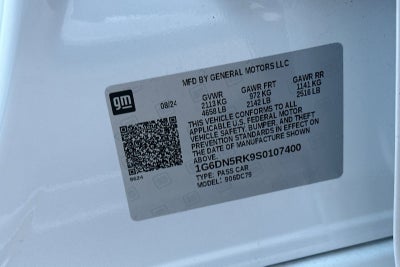 MFD BY GENERAL MOTORS LLC
gm
08/24
GVWR GAWR FRT GAWR RR
2113 KG 972 KG 1141 KG
4658 LB 2142 LB 2516 LB
THIS VEHICLE CONFORMS TO ALL
APPLICABLE U.S. FEDERAL MOTOR
VEHICLE SAFETY, BUMPER, AND THEFT
PREVENTION STANDARDS IN EFFECT ON
THE DATE OF MANUFACTURE SHOWN
ABOVE.
1G6DN5RK9S0107400
TYPE: PASS CAR
MODEL: 906DC79